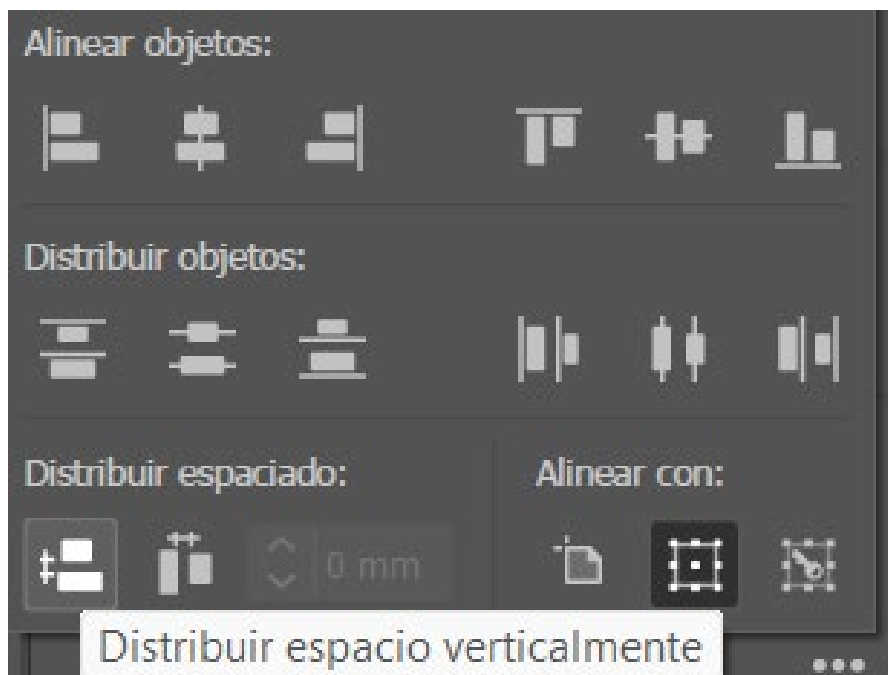 Alinear objetos:
Distribuir objetos:
Distribuir espaciado:
Alinear con:
0 mm
Distribuir espacio verticalmente